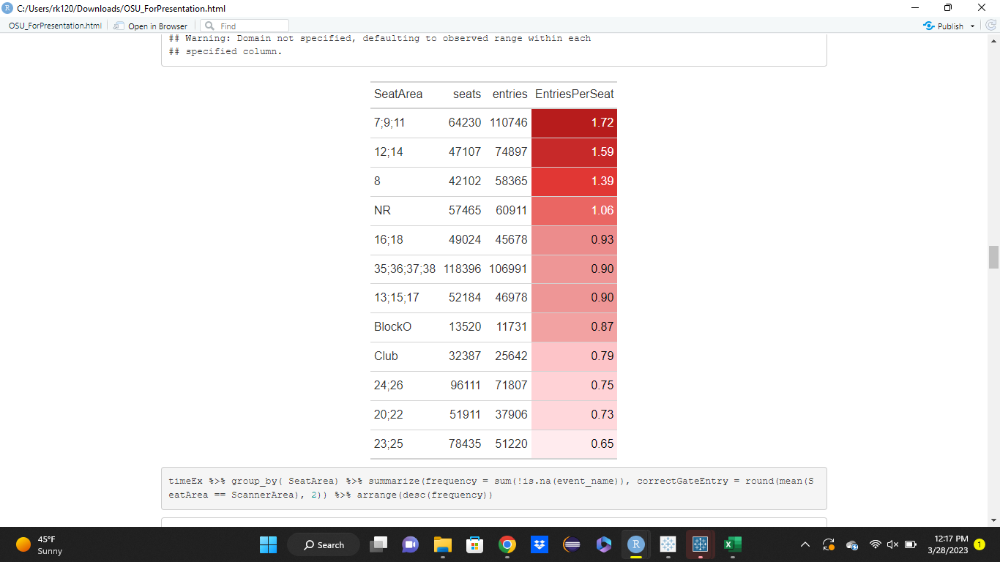 C:/Users/rk120/Downloads/OSU_ForPresentation.html
OSU_ForPresentation.html Open in Browser Find Publish
## Warning: Domain not specified, defaulting to observed range within each
## specified column.
SeatArea seats entries EntriesPerSeat
7;9;11 64230 110746 1.72
12;14 47107 74897 1.59
8 42102 58365 1.39
NR 57465 60911 1.06
16;18 49024 45678 0.93
35;36;37;38 118396 106991 0.90
13;15;17 52184 46978 0.90
BlockO 13520 11731 0.87
Club 32387 25642 0.79
24;26 96111 71807 0.75
20;22 51911 37906 0.73
23;25 78435 51220 0.65
timeEx %>% group_by( SeatArea) %>% summarize(frequency = sum(!is.na(event_name)), correctGateEntry = round(mean(S
eatArea == ScannerArea), 2)) %>% arrange(desc(frequency))
45°F
Sunny
Search
12:17 PM
3/28/2023
1